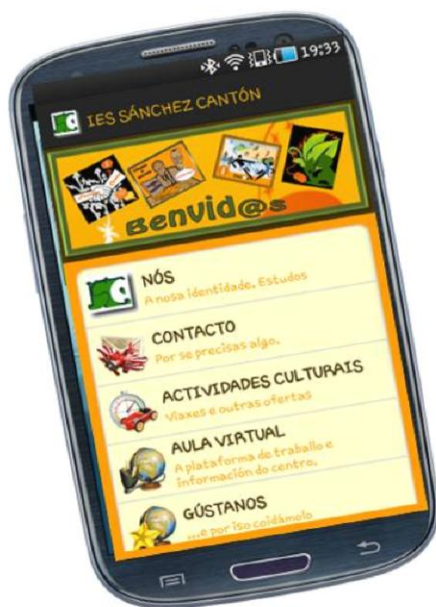 19:33
IES SÁNCHEZ CANTÓN
Benvid@s
NÓS
A nosa identidade. Estudos
CONTACTO
Por se precisas algo.
ACTIVIDADES CULTURAIS
Viaxes e outras ofertas
AULA VIRTUAL
A plataforma de traballo e
información do centro.
GÚSTANOS
...e por iso coidámolo